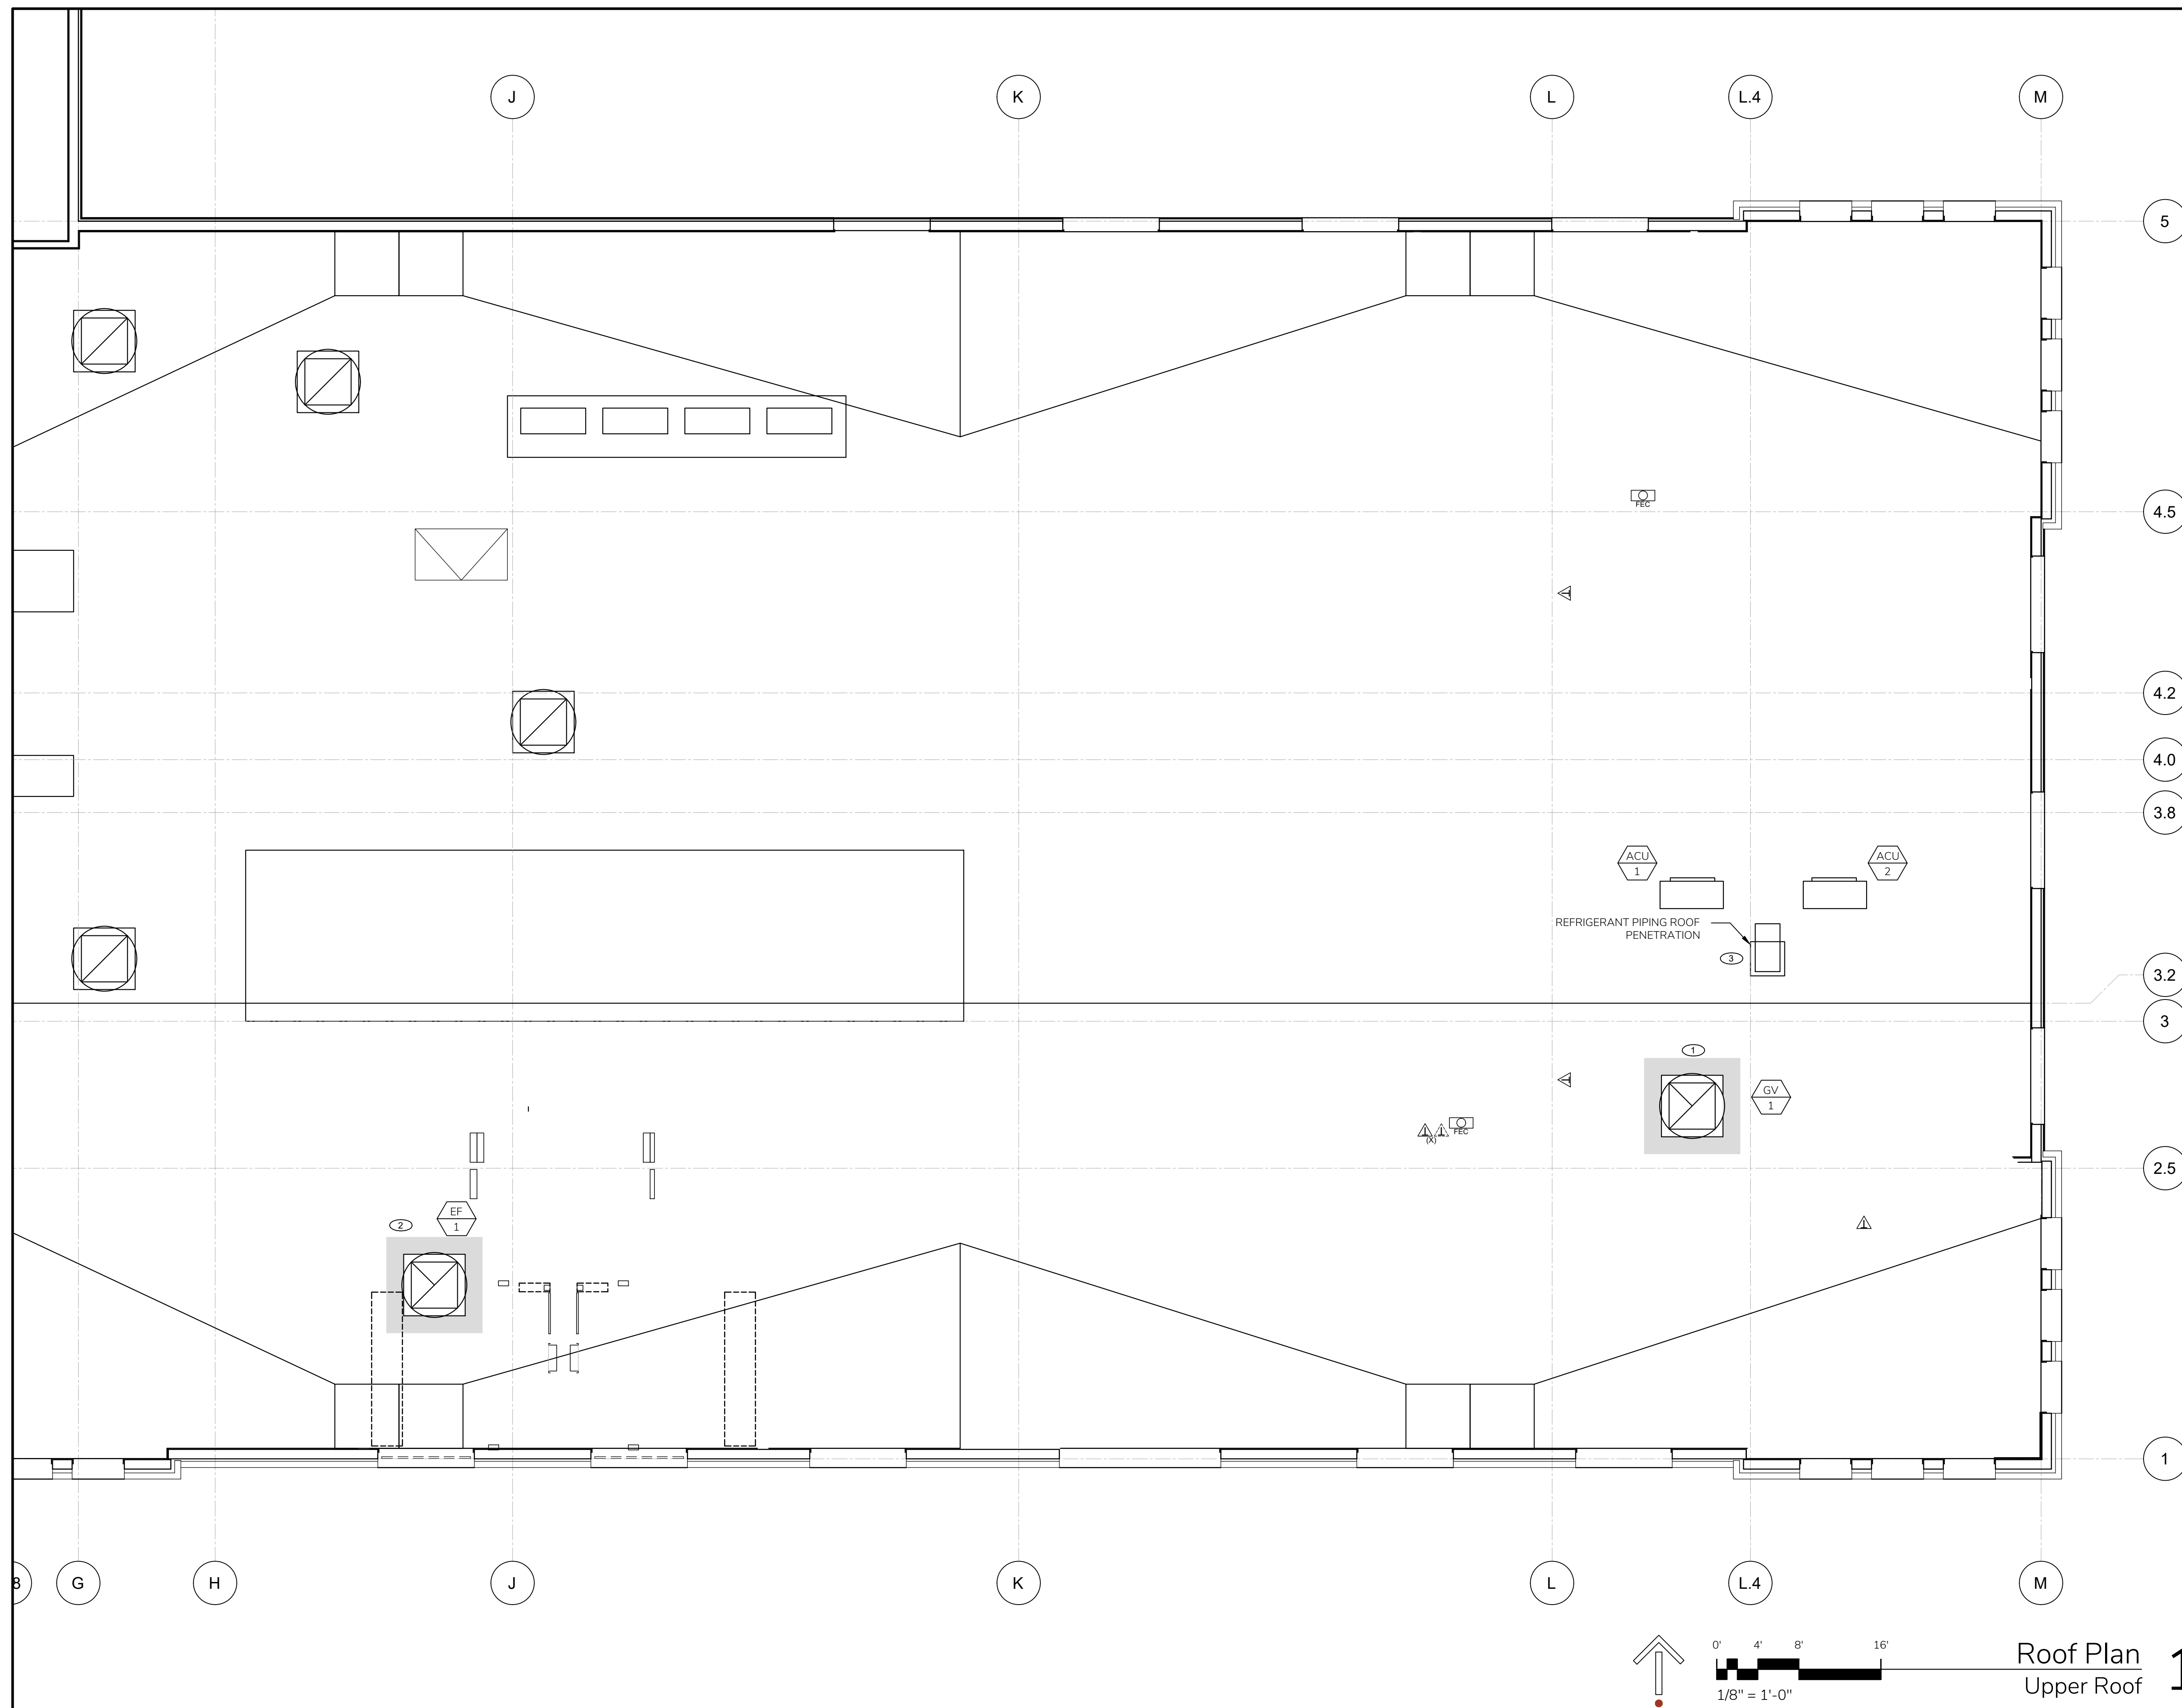 J
K
L
L.4
M
5
FEC
4.5
4.2
4.0
3.8
ACU
1
ACU
2
REFRIGERANT PIPING ROOF
PENETRATION
3
3.2
3
1
GV
1
(X)
FEC
2.5
EF
1
2
1
8
G
H
J
K
L
L.4
M
0' 4' 8' 16'
1/8" = 1'-0"
Roof Plan
Upper Roof
1